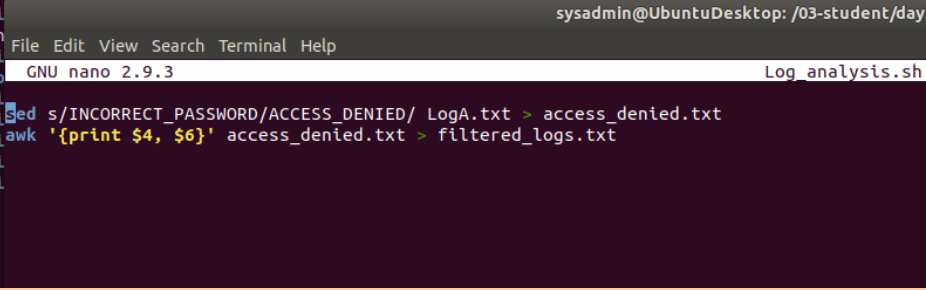 sysadmin@UbuntuDesktop: /03-student/day
File Edit View Search Terminal Help
GNU nano 2.9.3 Log_analysis.sh
sed s/INCORRECT_PASSWORD/ACCESS_DENIED/ LogA.txt > access_denied.txt
awk '{print $4, $6}' access_denied.txt > filtered_logs.txt